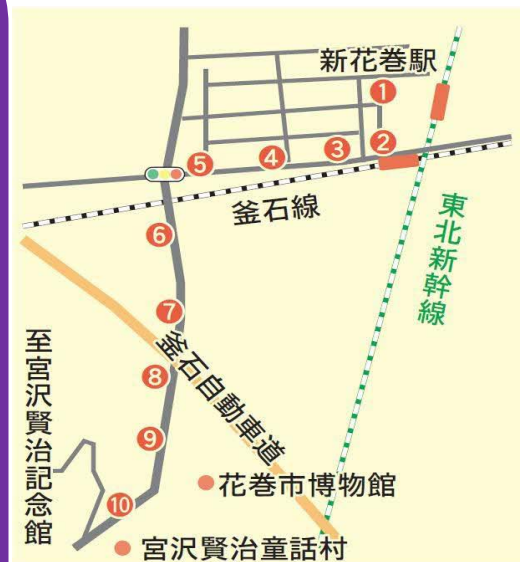 新花巻駅
①
②
③
④
⑤
釜石線
東北新幹線
⑥
⑦
釜石自動車道
⑧
至宮沢賢治記念館
⑨
花巻市博物館
⑩
宮沢賢治童話村